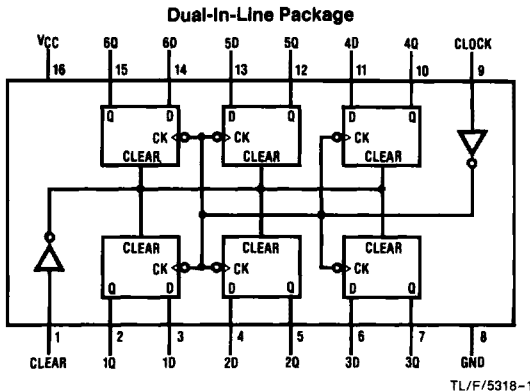 Dual-In-Line Package
VCC 6Q 6D 5D 5Q 4D 4Q CLOCK
16 15 14 13 12 11 10 9
Q D D Q D Q
CK CK CK
CLEAR CLEAR CLEAR
CLEAR CLEAR CLEAR
CK CK CK
Q D D Q D Q
1 2 3 4 5 6 7 8
CLEAR 1Q 1D 2D 2Q 3D 3Q GND
TL/F/5318-1